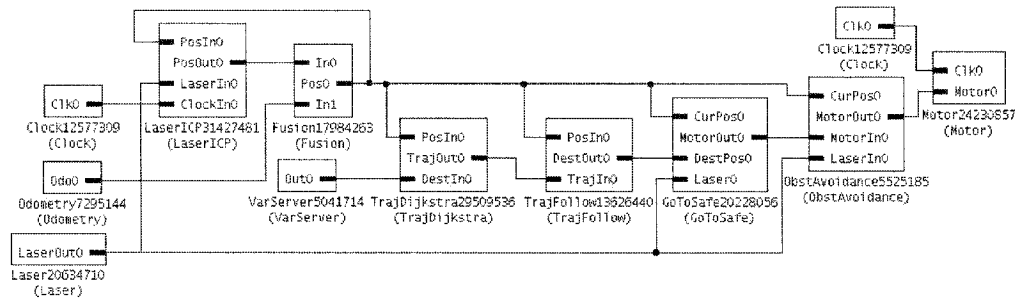 Clk0
Clock12577309
(Clock)
Odo0
Odometry7295144
(Odometry)
LaserOut0
Laser20634710
(Laser)
PosIn0
PosOut0
LaserIn0
ClockIn0
LaserICP31427481
(LaserICP)
In0
Pos0
In1
Fusion17984263
(Fusion)
Out0
VarServer5041714
(VarServer)
PosIn0
TrajOut0
DestIn0
TrajDijkstra29509536
(TrajDijkstra)
PosIn0
DestOut0
TrajIn0
TrajFollow13626440
(TrajFollow)
CurPos0
MotorOut0
DestPos0
Laser0
GoToSafe20228056
(GoToSafe)
CurPos0
MotorOut0
MotorIn0
LaserIn0
ObstAvoidance5525185
(ObstAvoidance)
Clk0
Clock12577309
(Clock)
Clk0
Motor0
Motor24230857
(Motor)